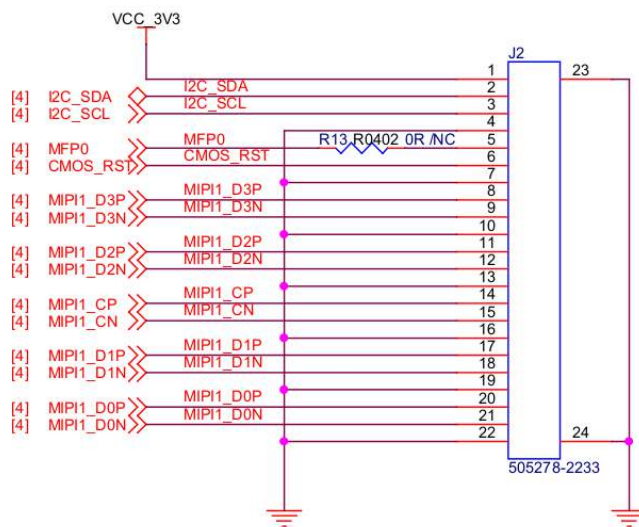 VCC_3V3
J2
1 23
[4] I2C_SDA I2C_SDA 2
[4] I2C_SCL I2C_SCL 3
4
[4] MFP0 MFP0 R13 R0402 0R /NC 5
[4] CMOS_RST CMOS_RST 6
7
[4] MIPI1_D3P MIPI1_D3P 8
[4] MIPI1_D3N MIPI1_D3N 9
10
[4] MIPI1_D2P MIPI1_D2P 11
[4] MIPI1_D2N MIPI1_D2N 12
13
[4] MIPI1_CP MIPI1_CP 14
[4] MIPI1_CN MIPI1_CN 15
16
[4] MIPI1_D1P MIPI1_D1P 17
[4] MIPI1_D1N MIPI1_D1N 18
19
[4] MIPI1_D0P MIPI1_D0P 20
[4] MIPI1_D0N MIPI1_D0N 21
22 24
505278-2233